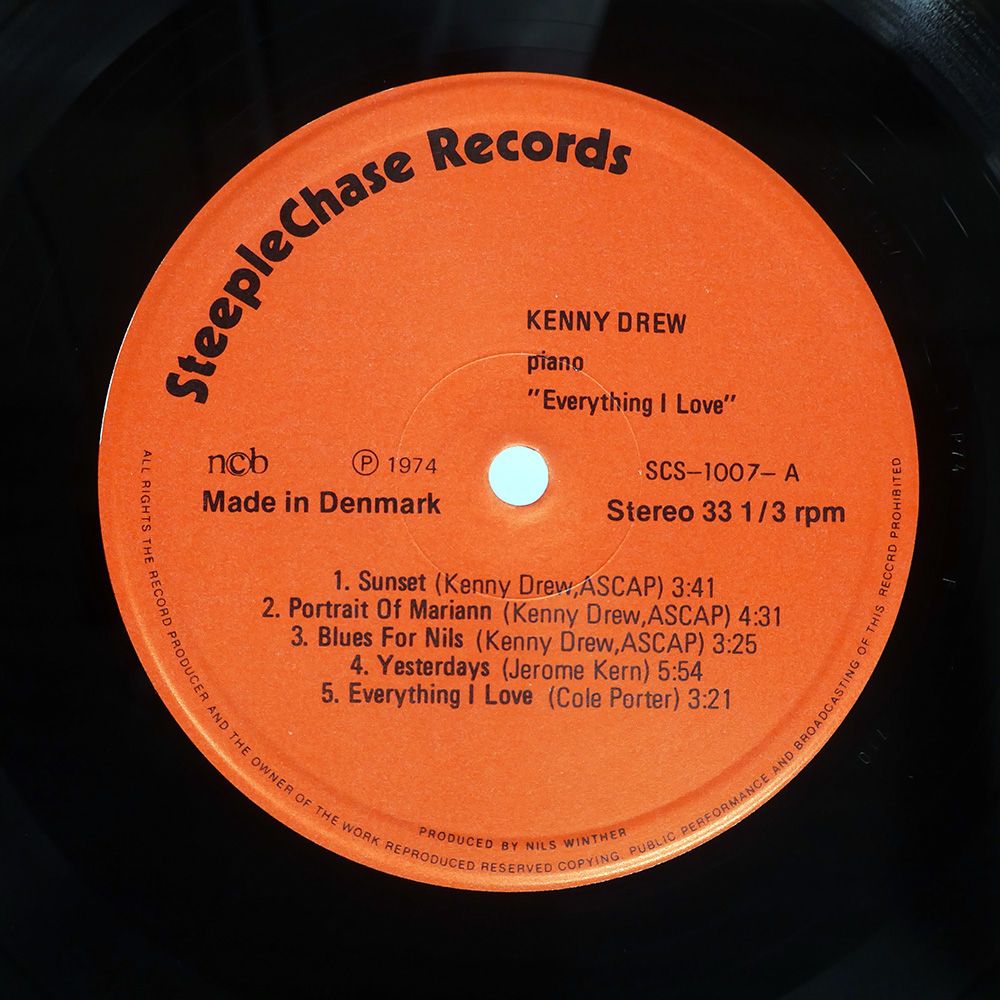 SteepleChase Records
KENNY DREW
piano
"Everything I Love"
ncb
Ⓟ 1974
SCS-1007- A
Made in Denmark
Stereo 33 1/3 rpm
1. Sunset (Kenny Drew,ASCAP) 3:41
2. Portrait Of Mariann (Kenny Drew,ASCAP) 4:31
3. Blues For Nils (Kenny Drew,ASCAP) 3:25
4. Yesterdays (Jerome Kern) 5:54
5. Everything I Love (Cole Porter) 3:21
PRODUCED BY NILS WINTHER
ALL RIGHTS THE RECORD PRODUCER AND THE OWNER OF THE WORK REPRODUCED RESERVED COPYING, PUBLIC PERFORMANCE AND BROADCASTING OF THIS RECCRD PROHIBITED